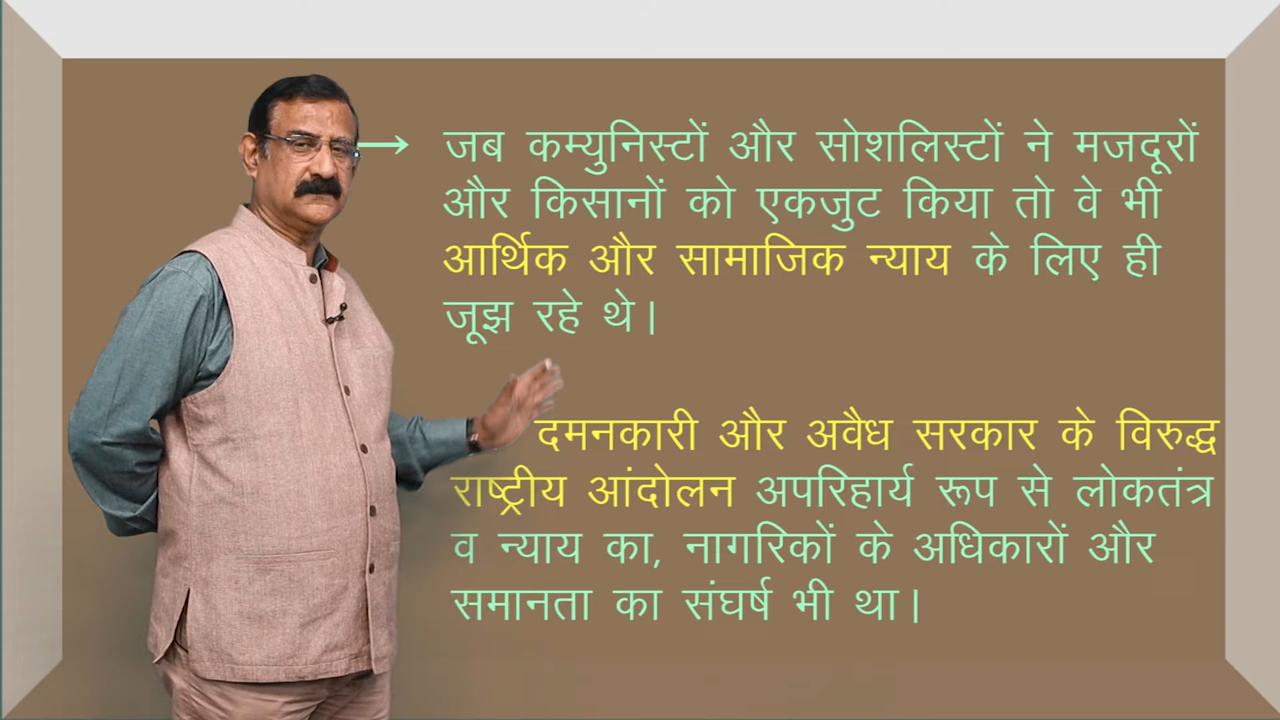 जब कम्युनिस्टों और सोशलिस्टों ने मजदूरों
और किसानों को एकजुट किया तो वे भी
आर्थिक और सामाजिक न्याय के लिए ही
जूझ रहे थे।
दमनकारी और अवैध सरकार के विरुद्ध
राष्ट्रीय आंदोलन अपरिहार्य रूप से लोकतंत्र
व न्याय का, नागरिकों के अधिकारों और
समानता का संघर्ष भी था।